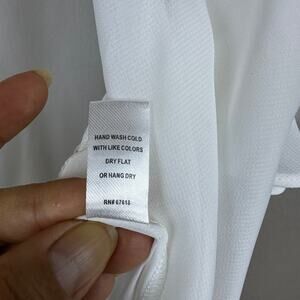 HAND WASH COLD
WITH LIKE COLORS
DRY FLAT
OR HANG DRY
RN# 67618